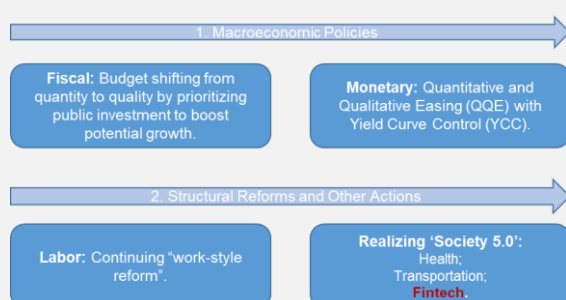 1. Macroeconomic Policies
Fiscal: Budget shifting from
quantity to quality by prioritizing
public investment to boost
potential growth.
Monetary: Quantitative and
Qualitative Easing (QQE) with
Yield Curve Control (YCC).
2. Structural Reforms and Other Actions
Labor: Continuing “work-style
reform”.
Realizing ‘Society 5.0’:
Health;
Transportation;
Fintech.